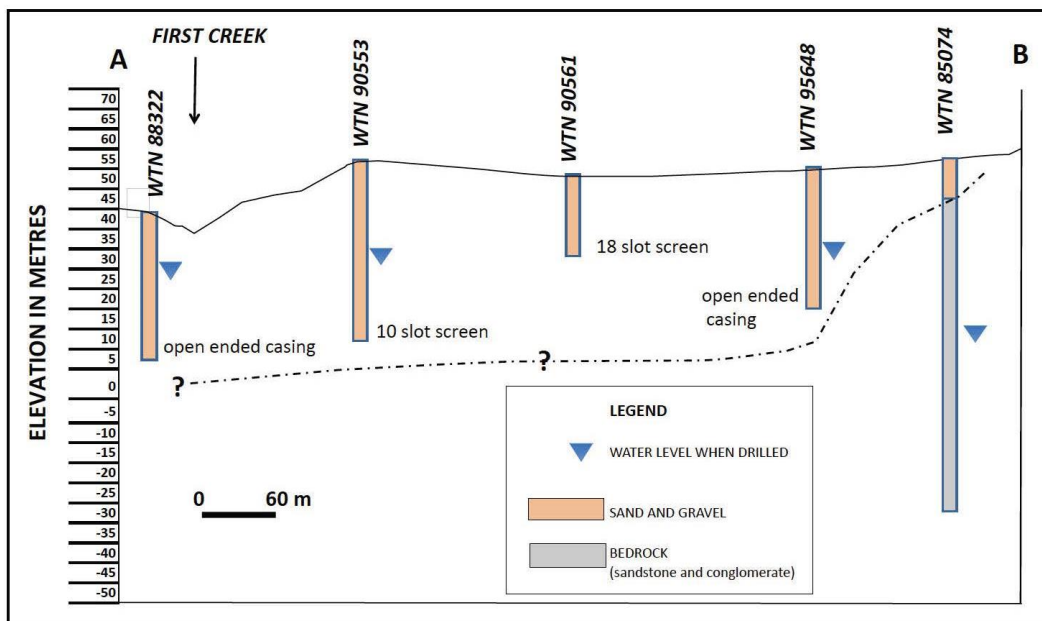 A
FIRST CREEK
B
WTN 88322
WTN 90553
WTN 90561
WTN 95648
WTN 85074
ELEVATION IN METRES
70
65
60
55
50
45
40
35
30
25
20
15
10
5
0
-5
-10
-15
-20
-25
-30
-35
-40
-45
-50
18 slot screen
open ended
casing
10 slot screen
open ended casing
?
?
0 60 m
LEGEND
WATER LEVEL WHEN DRILLED
SAND AND GRAVEL
BEDROCK
(sandstone and conglomerate)